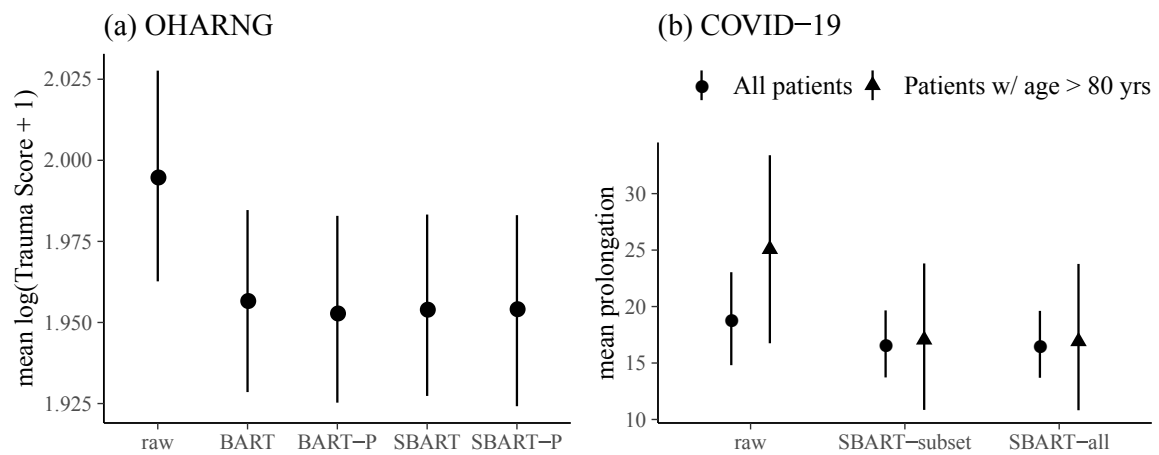 (a) OHARNG
mean log(Trauma Score + 1)
2.025
2.000
1.975
1.950
1.925
raw BART BART−P SBART SBART−P
(b) COVID−19
All patients Patients w/ age > 80 yrs
mean prolongation
30
25
20
15
10
raw SBART−subset SBART−all